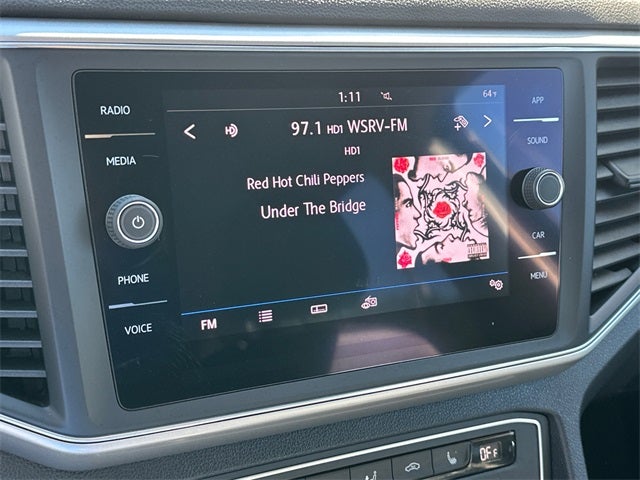 RADIO
MEDIA
PHONE
VOICE
1:11
64°F
97.1 HD1 WSRV-FM
HD1
Red Hot Chili Peppers
Under The Bridge
FM
APP
SOUND
CAR
MENU
OFF